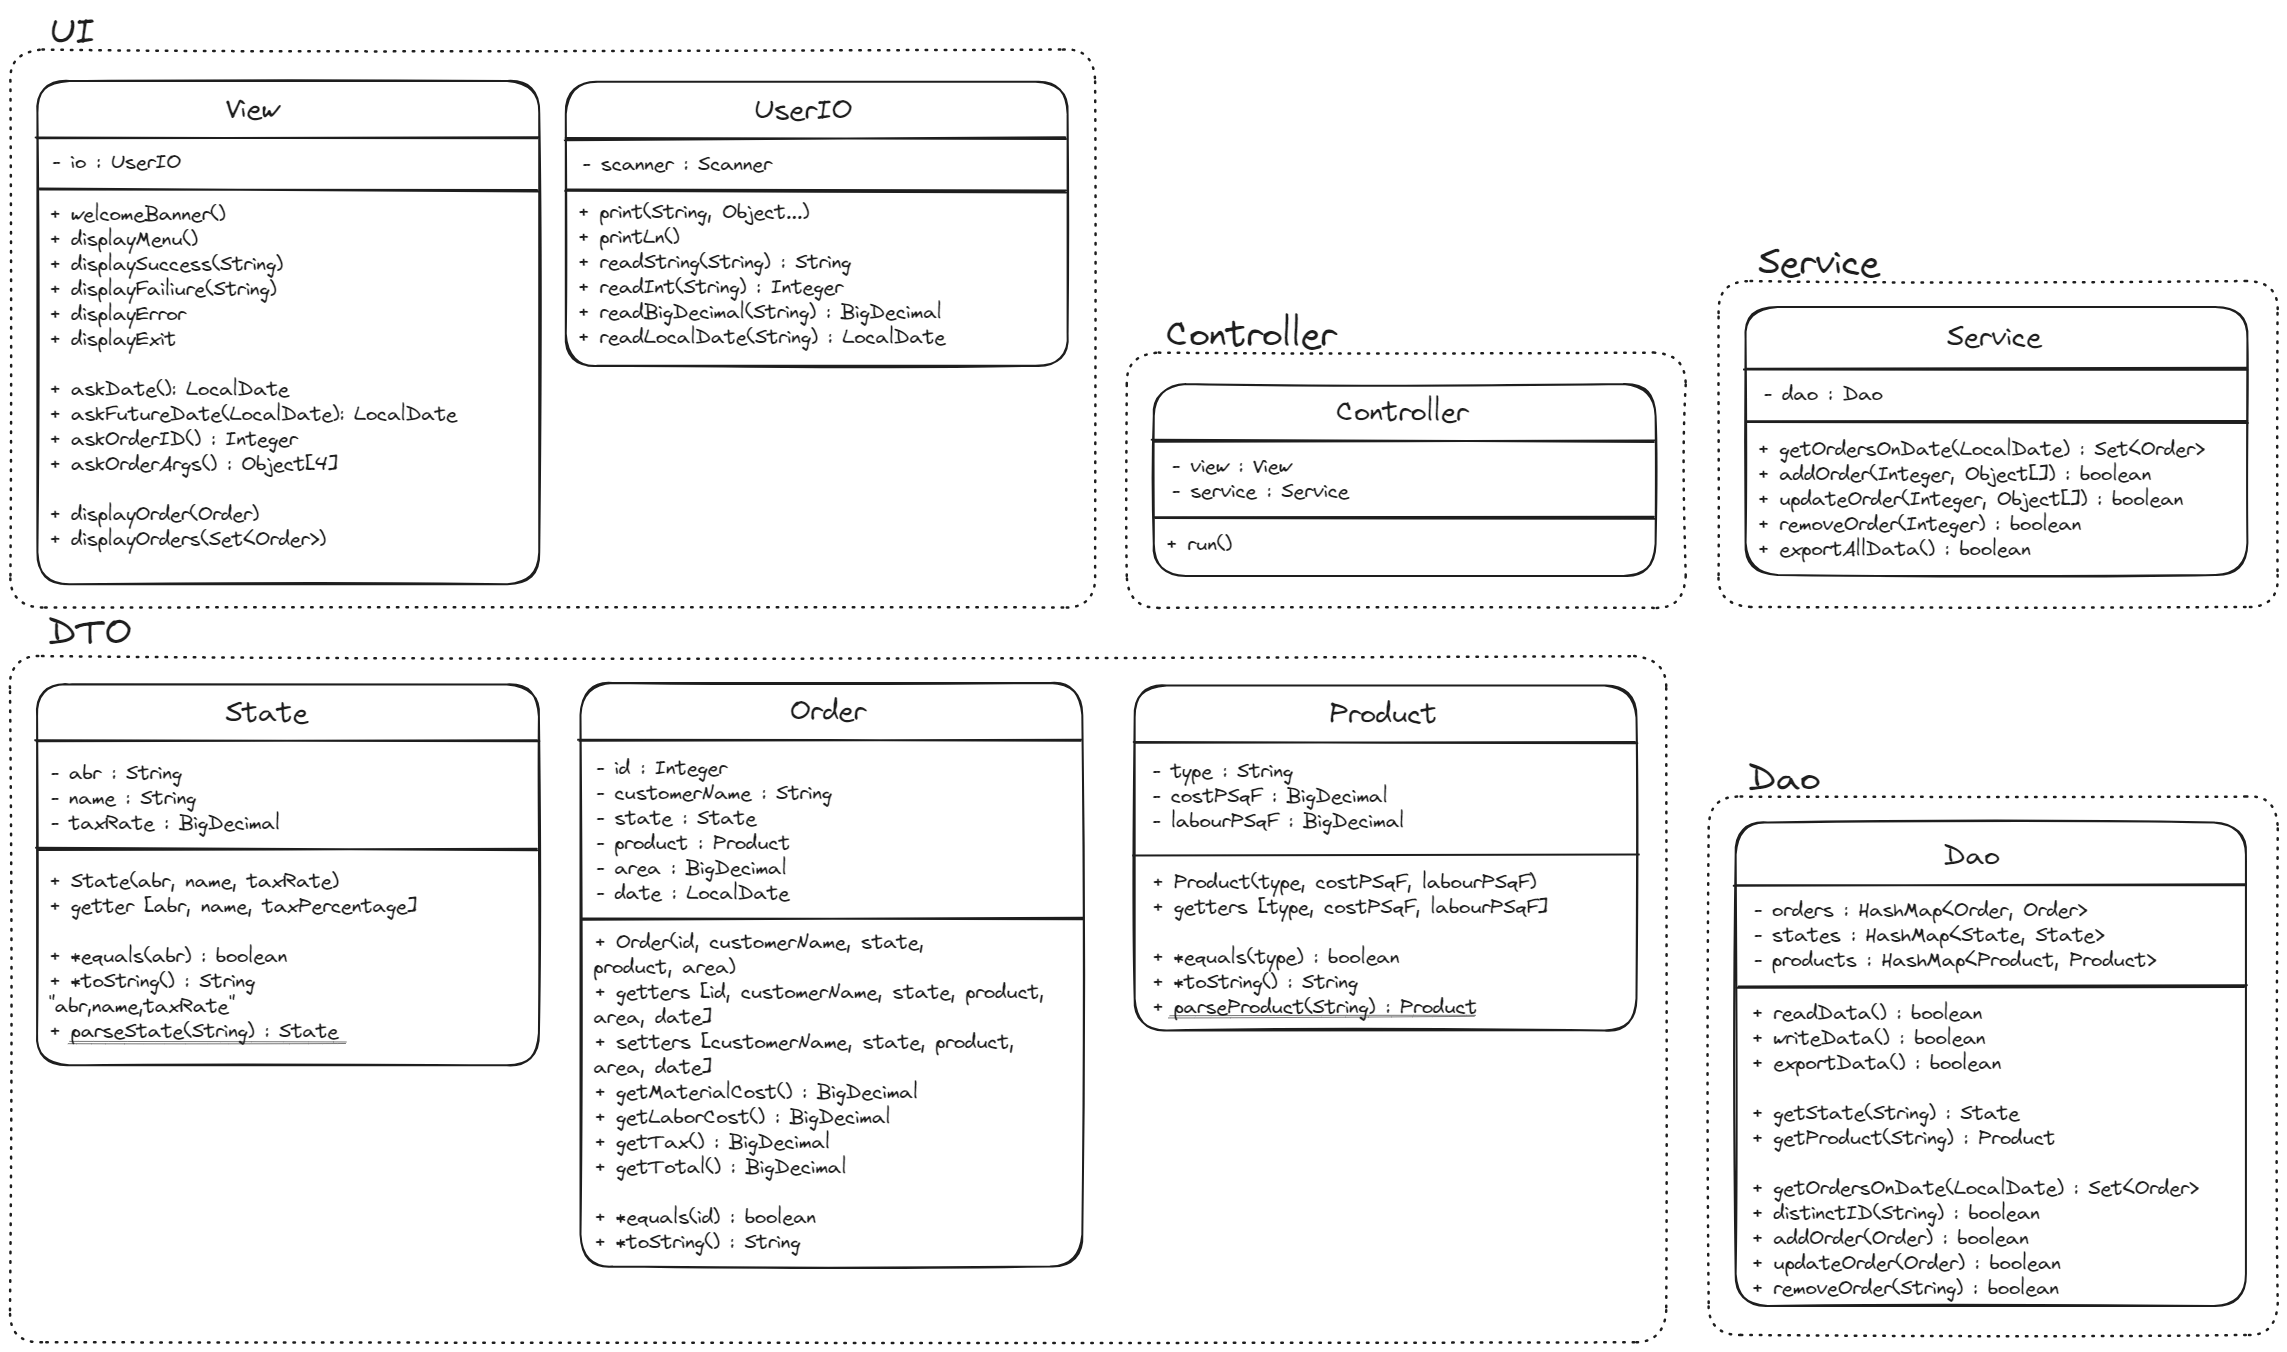 UI
View
- io : UserIO
+ welcomeBanner()
+ displayMenu()
+ displaySuccess(String)
+ displayFailiure(String)
+ displayError
+ displayExit
+ askDate(): LocalDate
+ askFutureDate(LocalDate): LocalDate
+ askOrderID() : Integer
+ askOrderArgs() : Object[4]
+ displayOrder(Order)
+ displayOrders(Set<Order>)
UserIO
- scanner : Scanner
+ print(String, Object...)
+ printLn()
+ readString(String) : String
+ readInt(String) : Integer
+ readBigDecimal(String) : BigDecimal
+ readLocalDate(String) : LocalDate
Controller
Controller
- view : View
- service : Service
+ run()
Service
Service
- dao : Dao
+ getOrdersOnDate(LocalDate) : Set<Order>
+ addOrder(Integer, Object[]) : boolean
+ updateOrder(Integer, Object[]) : boolean
+ removeOrder(Integer) : boolean
+ exportAllData() : boolean
DTO
State
- abr : String
- name : String
- taxRate : BigDecimal
+ State(abr, name, taxRate)
+ getter [abr, name, taxPercentage]
+ *equals(abr) : boolean
+ *toString() : String
"abr,name,taxRate"
+ parseState(String) : State
Order
- id : Integer
- customerName : String
- state : State
- product : Product
- area : BigDecimal
- date : LocalDate
+ Order(id, customerName, state,
product, area)
+ getters [id, customerName, state, product,
area, date]
+ setters [customerName, state, product,
area, date]
+ getMaterialCost() : BigDecimal
+ getLaborCost() : BigDecimal
+ getTax() : BigDecimal
+ getTotal() : BigDecimal
+ *equals(id) : boolean
+ *toString() : String
Product
- type : String
- costPSqF : BigDecimal
- labourPSqF : BigDecimal
+ Product(type, costPSqF, labourPSqF)
+ getters [type, costPSqF, labourPSqF]
+ *equals(type) : boolean
+ *toString() : String
+ parseProduct(String) : Product
Dao
Dao
- orders : HashMap<Order, Order>
- states : HashMap<State, State>
- products : HashMap<Product, Product>
+ readData() : boolean
+ writeData() : boolean
+ exportData() : boolean
+ getState(String) : State
+ getProduct(String) : Product
+ getOrdersOnDate(LocalDate) : Set<Order>
+ distinctID(String) : boolean
+ addOrder(Order) : boolean
+ updateOrder(Order) : boolean
+ removeOrder(String) : boolean